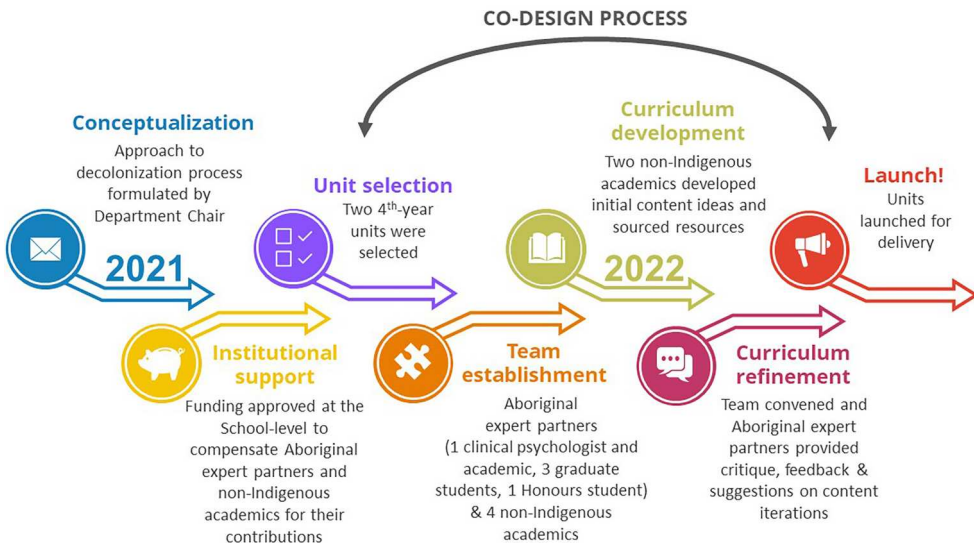 CO-DESIGN PROCESS
Conceptualization
Approach to
decolonization process
formulated by
Department Chair
2021
Institutional
support
Funding approved at the
School-level to
compensate Aboriginal
expert partners and
non-Indigenous
academics for their
contributions
Unit selection
Two 4th-year
units were
selected
Team
establishment
Aboriginal
expert partners
(1 clinical psychologist and
academic, 3 graduate
students, 1 Honours student)
& 4 non-Indigenous
academics
Curriculum
development
Two non-Indigenous
academics developed
initial content ideas and
sourced resources
2022
Curriculum
refinement
Team convened and
Aboriginal expert
partners provided
critique, feedback &
suggestions on content
iterations
Launch!
Units
launched for
delivery